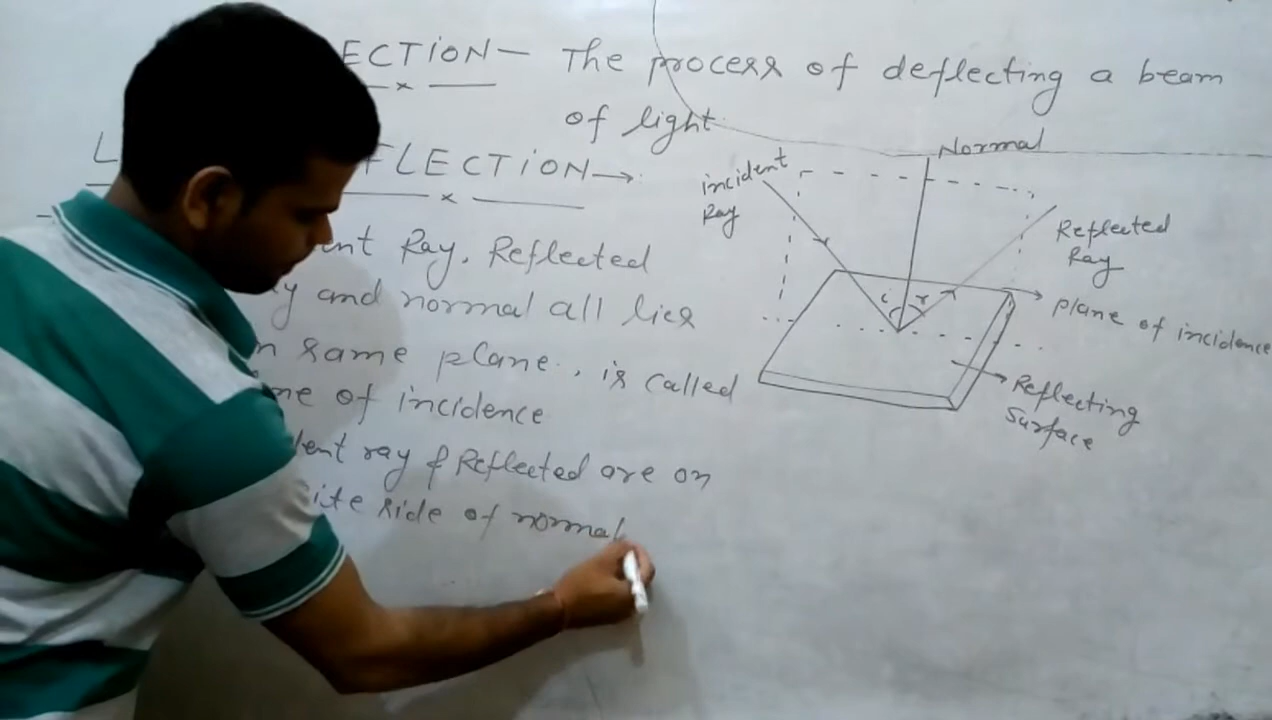 ECTiON — The process of deflecting a beam
of light
L FLECTiON →
Normal
incident
Ray
Reflected
Ray
ent Ray. Reflected
y and normal all lies
n same plane., is called
ne of incidence
dent ray & Reflected are on
ite side of normal
i r
plane of incidence
Reflecting
Surface